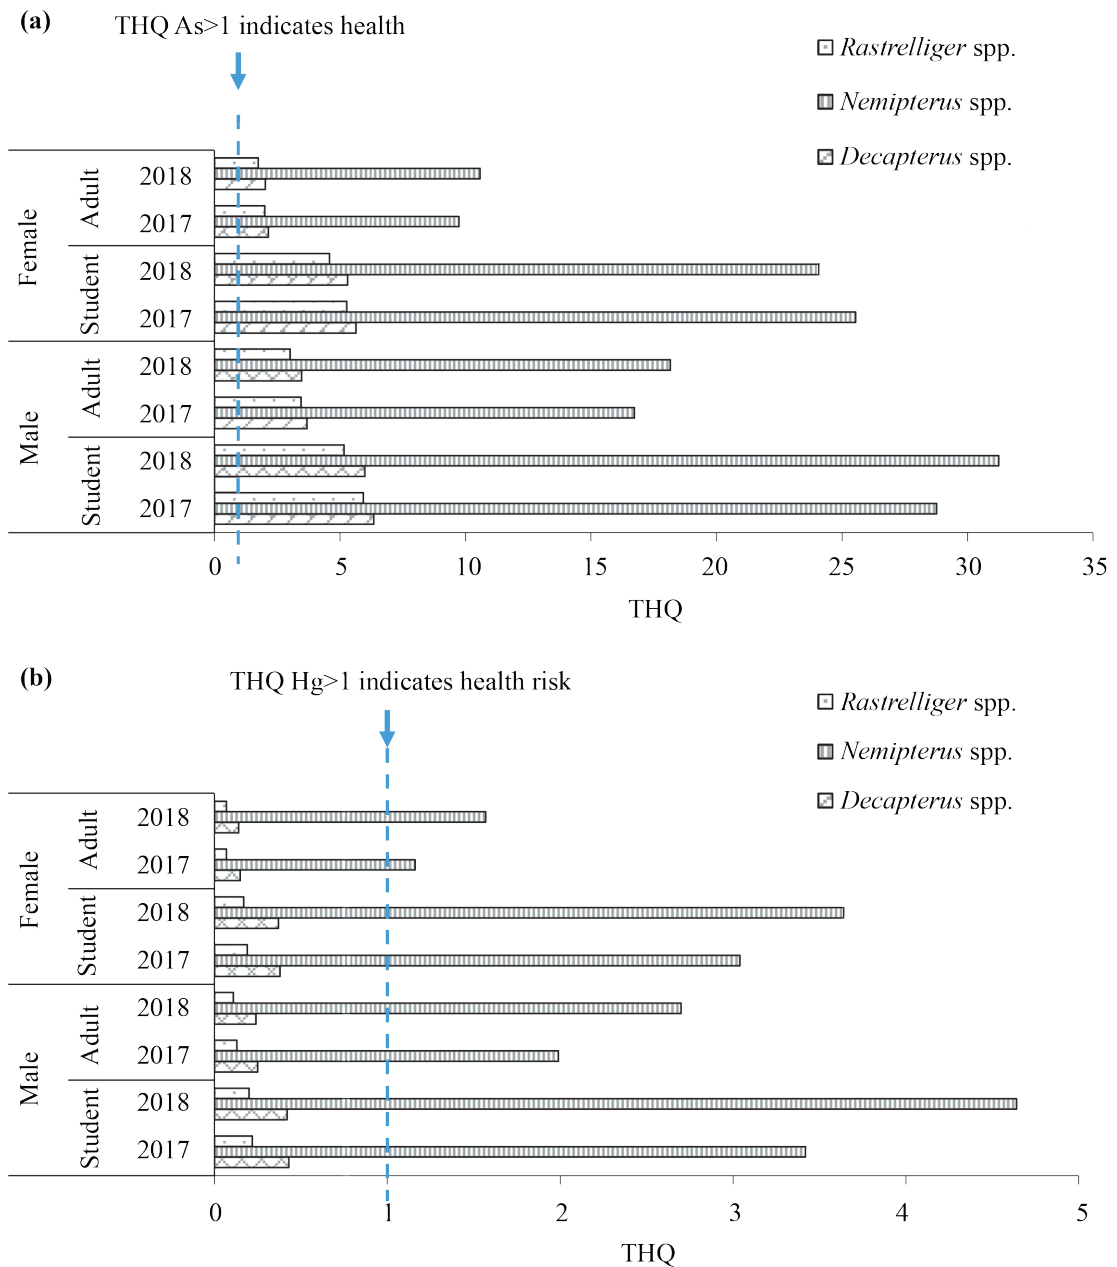 (a)
THQ As>1 indicates health
Rastrelliger spp.
Nemipterus spp.
Decapterus spp.
Female
Adult
2018
2017
Student
2018
2017
Male
Adult
2018
2017
Student
2018
2017
0 5 10 15 20 25 30 35
THQ
(b)
THQ Hg>1 indicates health risk
Rastrelliger spp.
Nemipterus spp.
Decapterus spp.
Female
Adult
2018
2017
Student
2018
2017
Male
Adult
2018
2017
Student
2018
2017
0 1 2 3 4 5
THQ